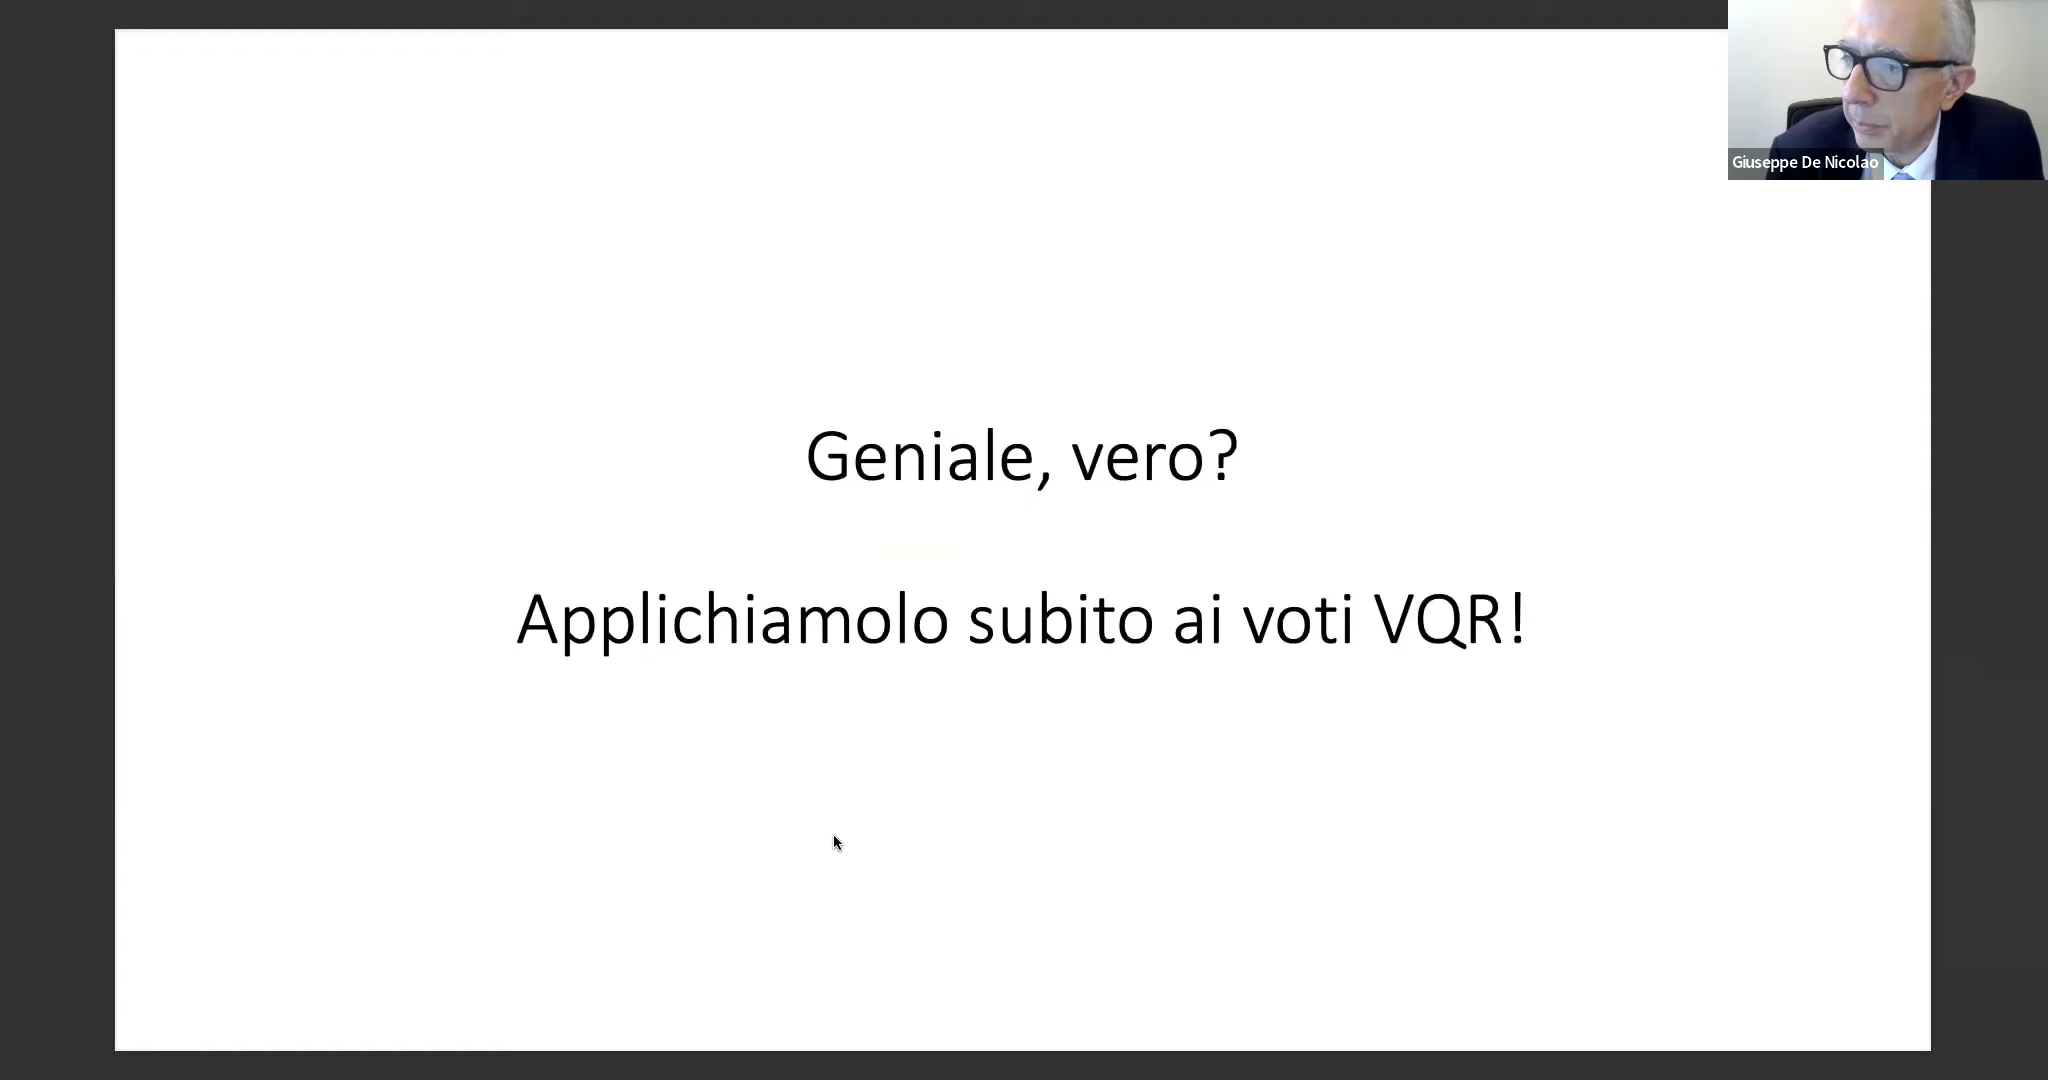 Geniale, vero?
Applichiamolo subito ai voti VQR!
Giuseppe De Nicolao